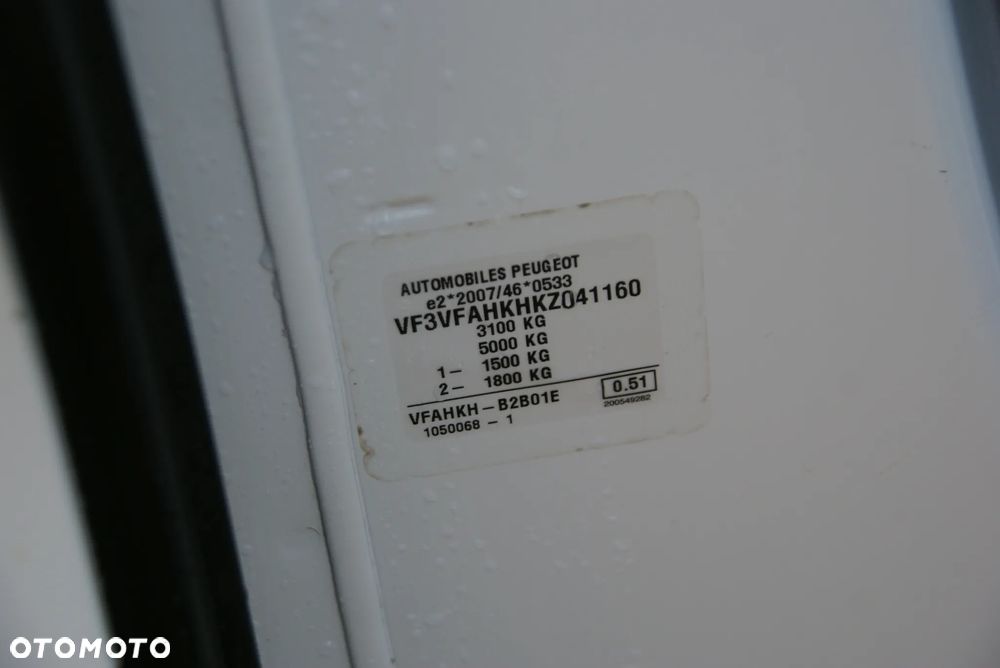 AUTOMOBILES PEUGEOT
e2*2007/46*0533
VF3VFAHKHKZ041160
3100 KG
5000 KG
1- 1500 KG
2- 1800 KG
VFAHKH-B2B01E 0.51
1050068 - 1 200549282
OTOMOTO